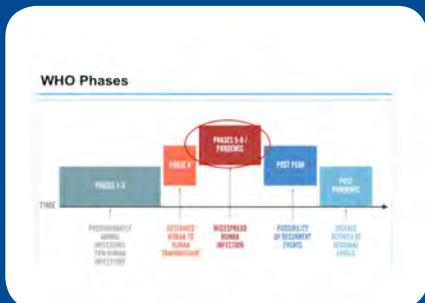 WHO Phases
PHASES 5-6 /
PANDEMIC
PHASE 4
POST PEAK
PHASES 1-3
POST
PANDEMIC
TIME
PREDOMINANTLY
ANIMAL
INFECTIONS;
FEW HUMAN
INFECTIONS
SUSTAINED
HUMAN TO
HUMAN
TRANSMISSION
WIDESPREAD
HUMAN
INFECTION
POSSIBILITY
OF RECURRENT
EVENTS
DISEASE
ACTIVITY AT
SEASONAL
LEVELS